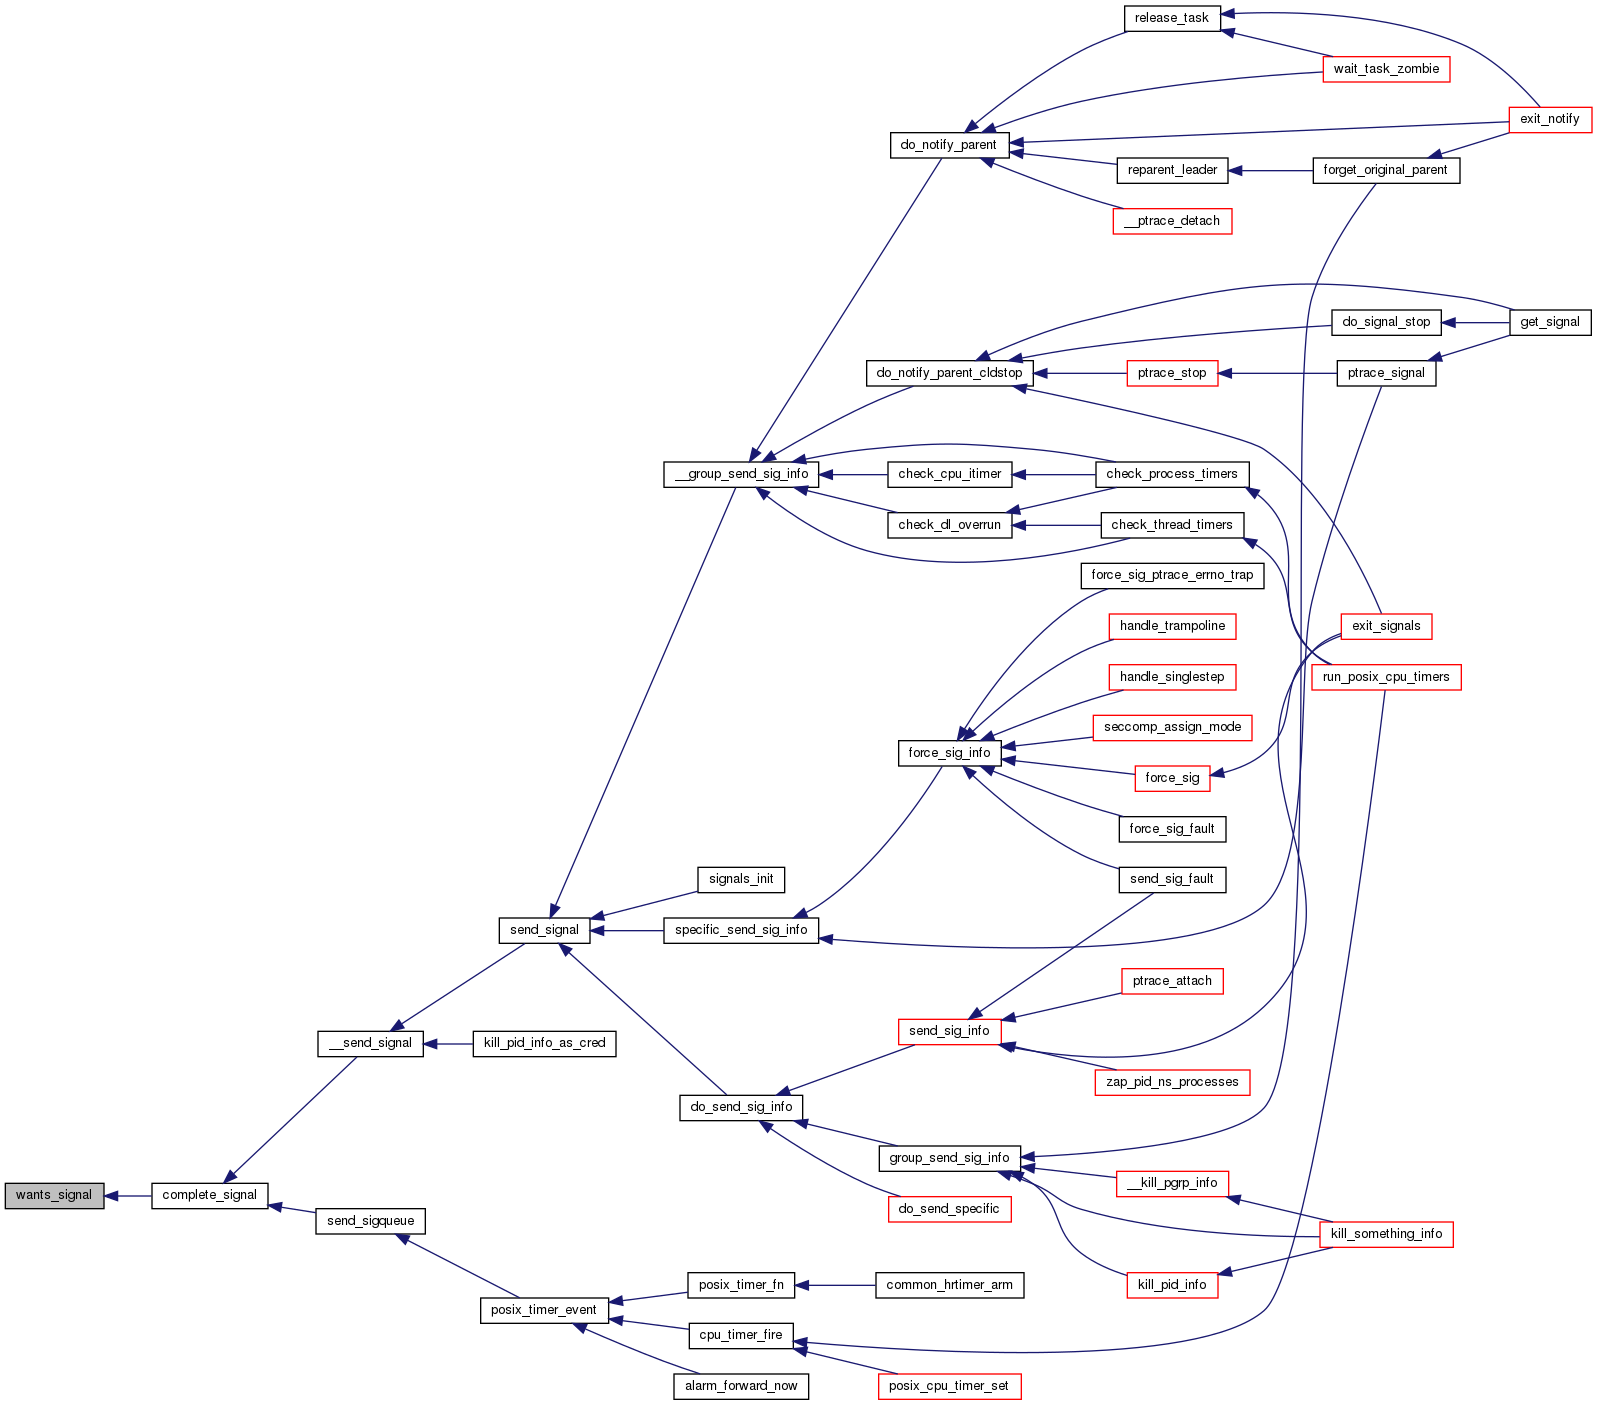 release_task
wait_task_zombie
exit_notify
do_notify_parent
reparent_leader
forget_original_parent
__ptrace_detach
do_signal_stop
get_signal
do_notify_parent_cldstop
ptrace_stop
ptrace_signal
__group_send_sig_info
check_cpu_itimer
check_process_timers
check_dl_overrun
check_thread_timers
force_sig_ptrace_errno_trap
handle_trampoline
exit_signals
handle_singlestep
run_posix_cpu_timers
seccomp_assign_mode
force_sig_info
force_sig
force_sig_fault
signals_init
send_sig_fault
send_signal
specific_send_sig_info
ptrace_attach
__send_signal
kill_pid_info_as_cred
send_sig_info
zap_pid_ns_processes
do_send_sig_info
group_send_sig_info
wants_signal
complete_signal
__kill_pgrp_info
send_sigqueue
do_send_specific
kill_something_info
posix_timer_fn
common_hrtimer_arm
kill_pid_info
posix_timer_event
cpu_timer_fire
alarm_forward_now
posix_cpu_timer_set